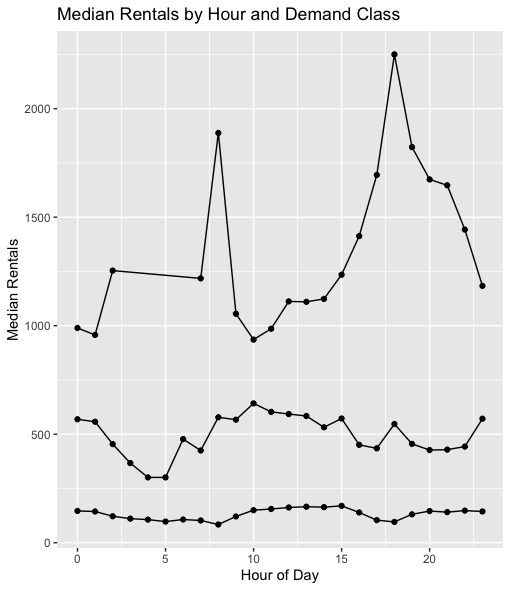 Median Rentals by Hour and Demand Class
Median Rentals
2000
1500
1000
500
0
0 5 10 15 20
Hour of Day